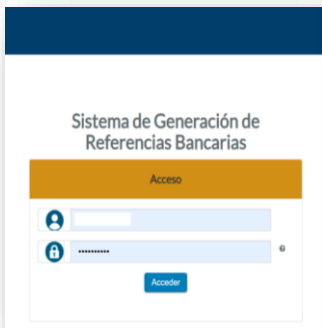 Sistema de Generación de
Referencias Bancarias
Acceso
Acceder